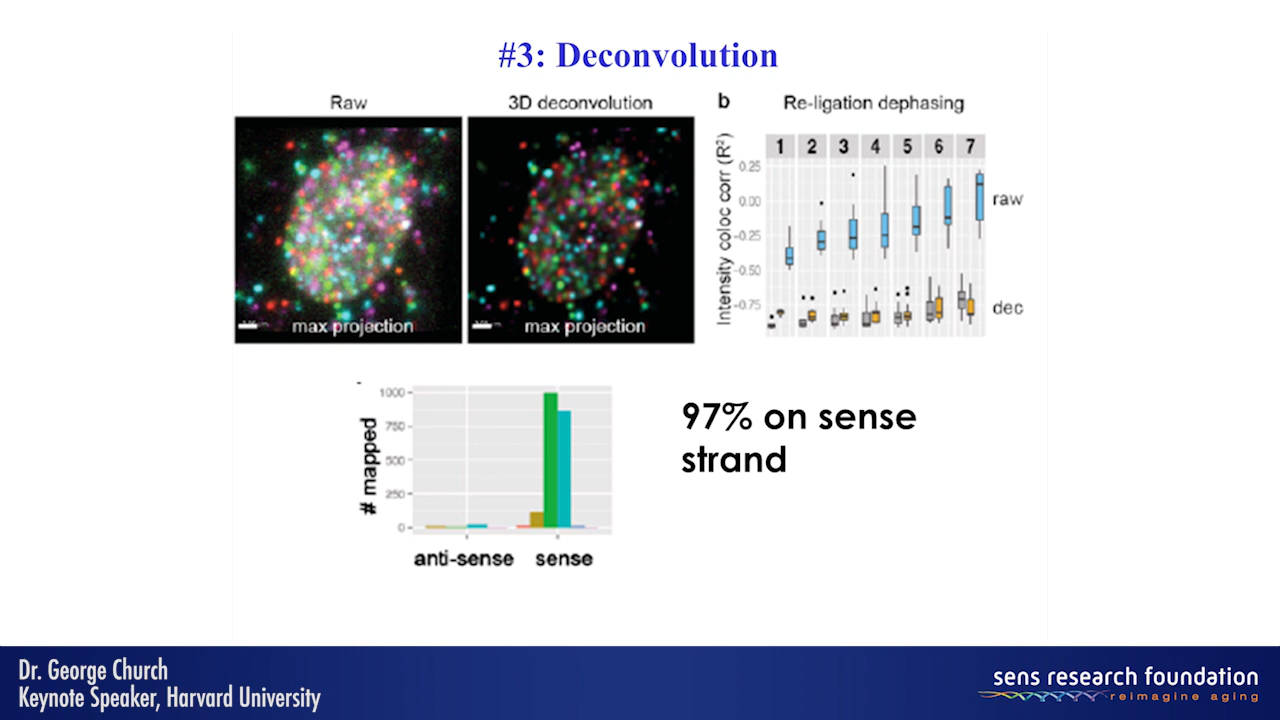 #3: Deconvolution
Raw
3D deconvolution
max projection
max projection
b
Re-ligation dephasing
Intensity coloc corr (R²)
1 2 3 4 5 6 7
0.25
0.00
-0.25
-0.50
-0.75
raw
dec
# mapped
1000
750
500
250
0
anti-sense
sense
97% on sense
strand
Dr. George Church
Keynote Speaker, Harvard University
sens research foundation
reimagine aging